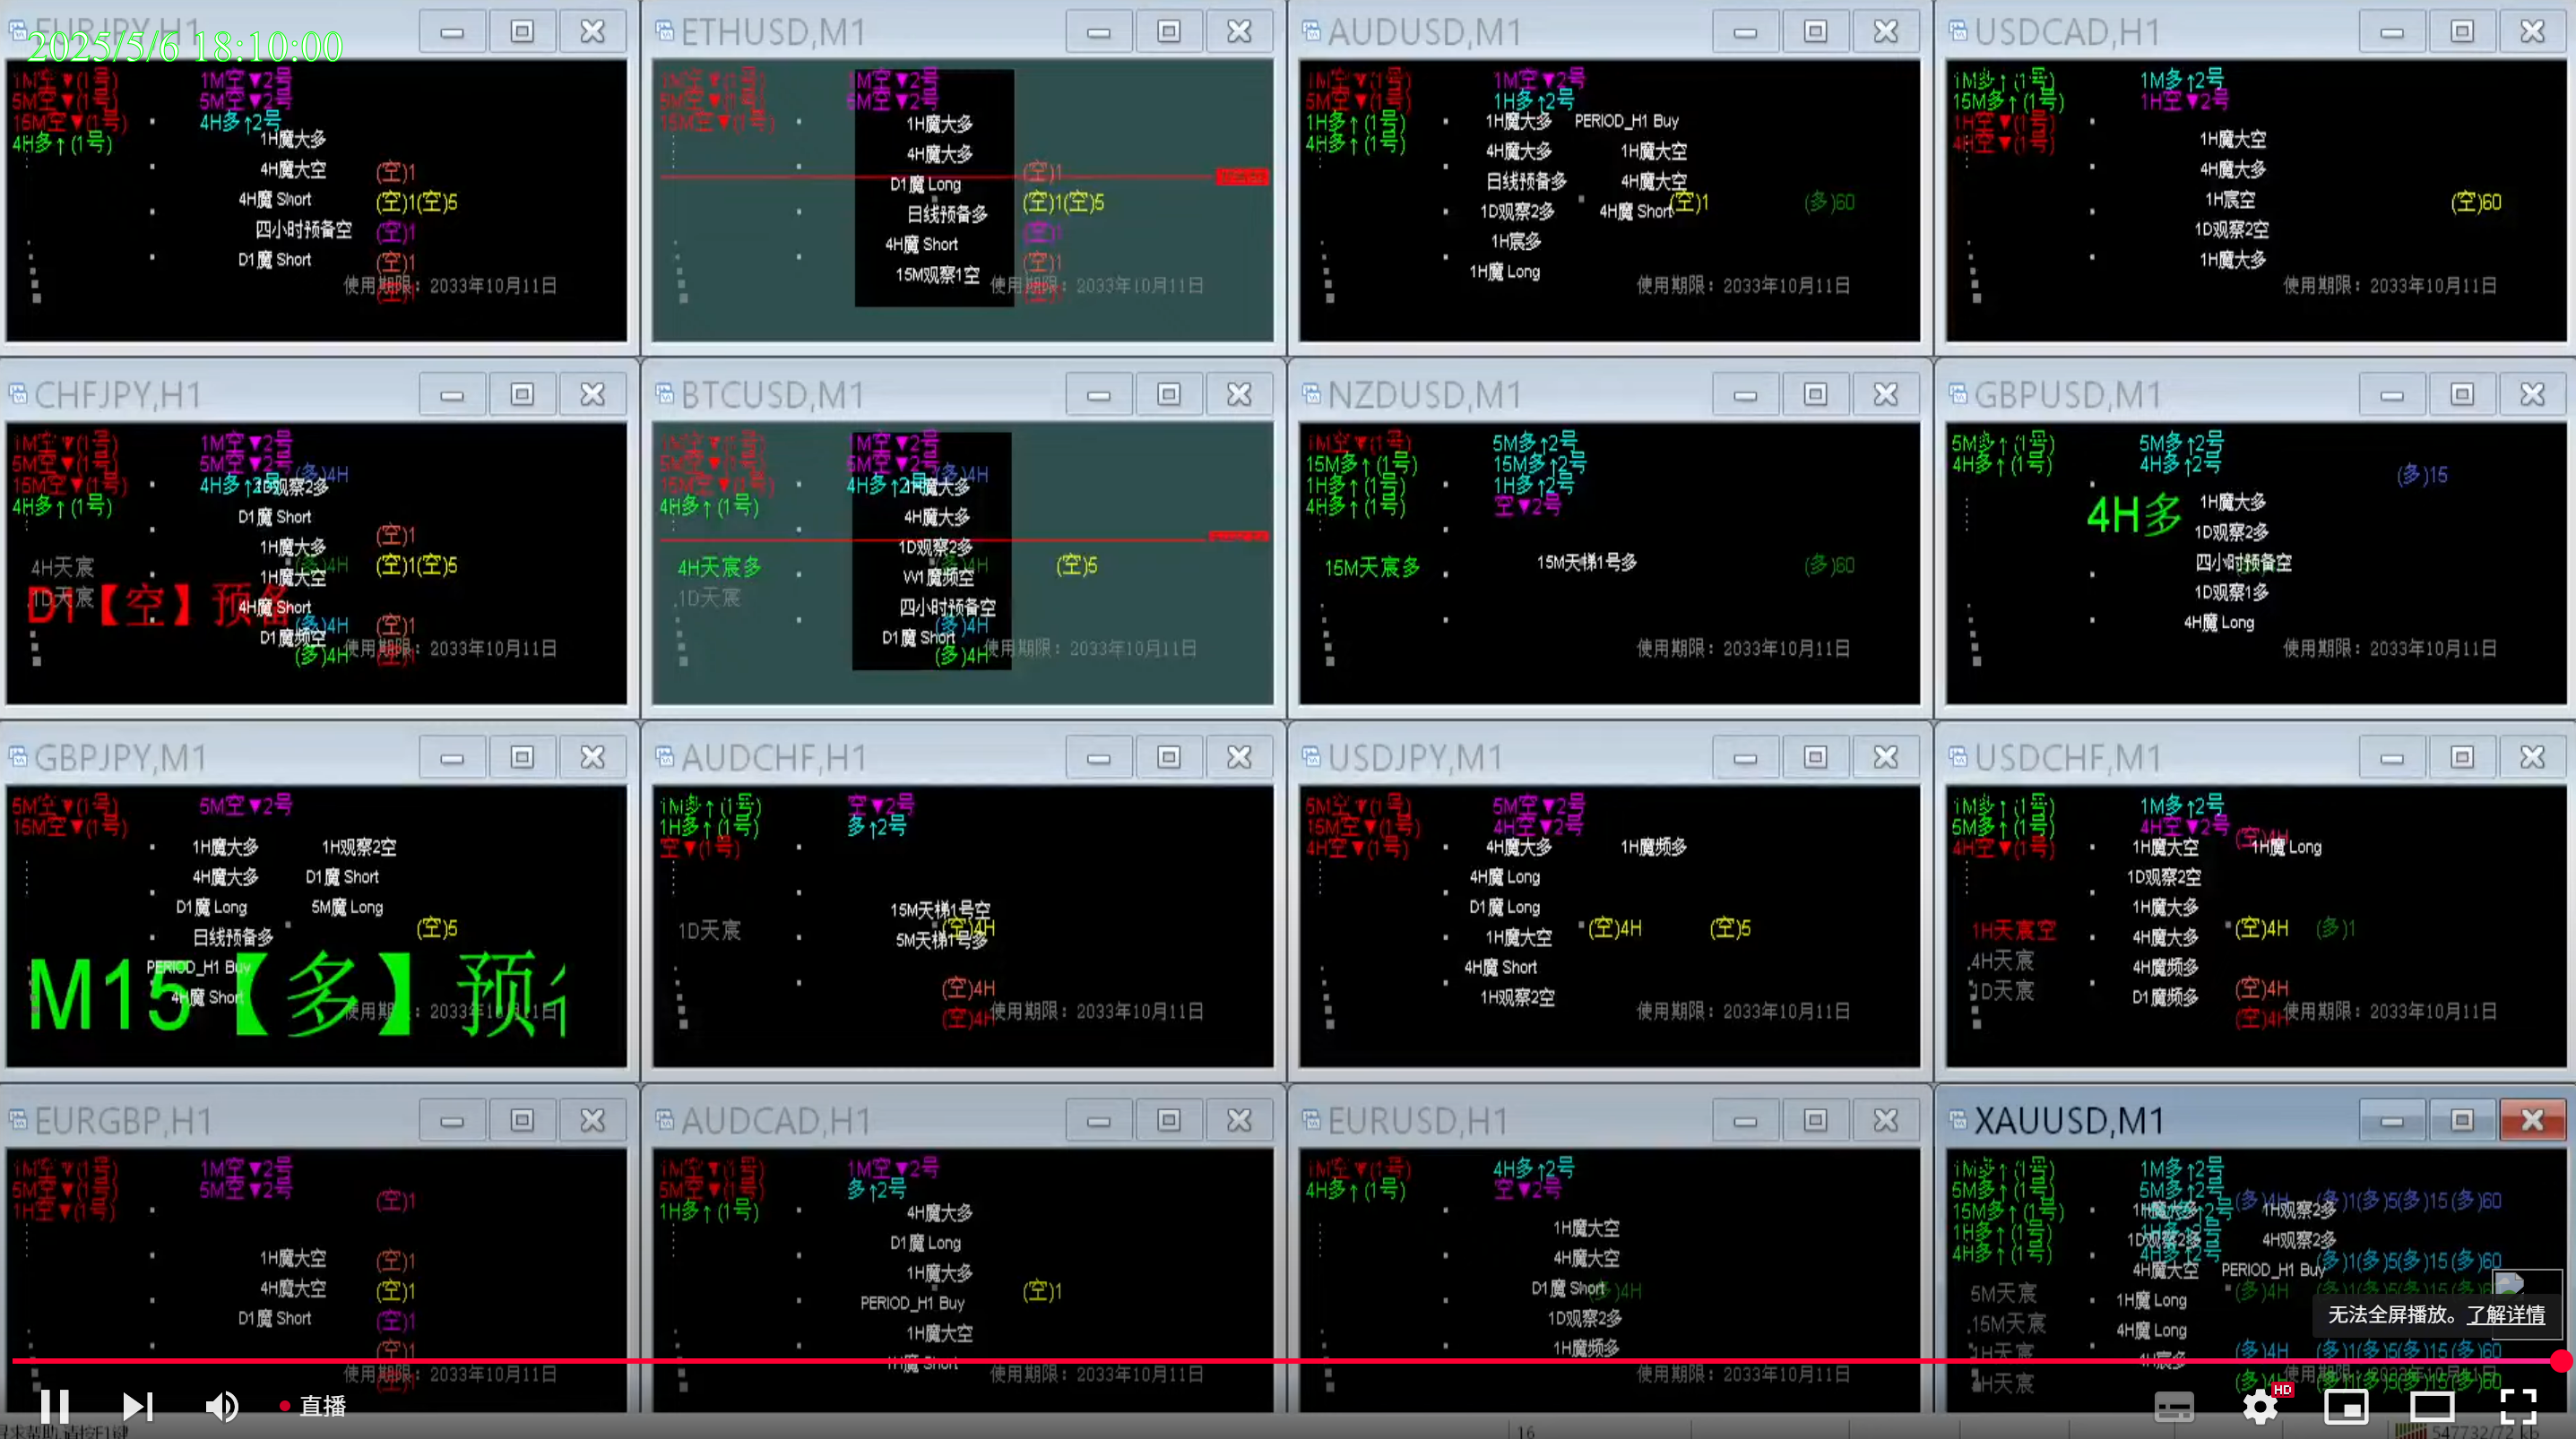 EURJPY,H1
2025/5/6 18:10:00
1M空▼(1号)
5M空▼(1号)
15M空▼(1号)
4H多↑(1号)
1M空▼2号
5M空▼2号
4H多↑2号
1H魔大多
4H魔大空
4H魔 Short
四小时预备空
D1魔 Short
(空)1
(空)1(空)5
(空)1
(空)1
使用期限：2033年10月11日
ETHUSD,M1
1M空▼(1号)
5M空▼(1号)
15M空▼(1号)
1M空▼2号
5M空▼2号
1H魔大多
4H魔大多
D1魔 Long
日线预备多
4H魔 Short
15M观察1空
(空)1
(空)1(空)5
(空)1
(空)1
使用期限：2033年10月11日
AUDUSD,M1
1M空▼(1号)
5M空▼(1号)
1H多↑(1号)
4H多↑(1号)
1M空▼2号
1H多↑2号
1H魔大多
PERIOD_H1 Buy
4H魔大多
1H魔大空
日线预备多
4H魔大空
1D观察2多
4H魔 Short
(空)1
(多)60
1H宸多
1H魔 Long
使用期限：2033年10月11日
USDCAD,H1
1M多↑(1号)
15M多↑(1号)
1H空▼(1号)
4H空▼(1号)
1M多↑2号
1H空▼2号
1H魔大空
4H魔大多
1H宸空
1D观察2空
1H魔大多
(空)60
使用期限：2033年10月11日
CHFJPY,H1
1M空▼(1号)
5M空▼(1号)
15M空▼(1号)
4H多↑(1号)
1M空▼2号
5M空▼2号
4H多↑2号
(多)4H
1D观察2多
D1魔 Short
1H魔大多
(多)4H
1H魔大空
4H魔 Short
(多)4H
D1魔频空
(多)4H
(空)1
(空)1(空)5
(空)1
4H天宸
1D天宸
D1【空】预备
使用期限：2033年10月11日
BTCUSD,M1
1M空▼(1号)
5M空▼(1号)
15M空▼(1号)
4H多↑(1号)
1M空▼2号
5M空▼2号
4H多↑2号
(多)4H
1H魔大多
4H魔大多
1D观察2多
(多)4H
W1魔频空
四小时预备空
(多)4H
D1魔 Short
(多)4H
(空)5
4H天宸多
1D天宸
使用期限：2033年10月11日
NZDUSD,M1
1M空▼(1号)
15M多↑(1号)
1H多↑(1号)
4H多↑(1号)
5M多↑2号
15M多↑2号
1H多↑2号
空▼2号
15M天宸多
15M天梯1号多
(多)60
使用期限：2033年10月11日
GBPUSD,M1
5M多↑(1号)
4H多↑(1号)
5M多↑2号
4H多↑2号
(多)15
4H多
1H魔大多
1D观察2多
四小时预备空
1D观察1多
4H魔 Long
使用期限：2033年10月11日
GBPJPY,M1
5M空▼(1号)
15M空▼(1号)
5M空▼2号
1H魔大多
1H观察2空
4H魔大多
D1魔 Short
D1魔 Long
5M魔 Long
日线预备多
(空)5
PERIOD_H1 Buy
4H魔 Short
M15【多】预
使用期限：2033年10月11日
AUDCHF,H1
1M多↑(1号)
1H多↑(1号)
空▼(1号)
空▼2号
多↑2号
1D天宸
15M天梯1号空
(空)4H
5M天梯1号多
(空)4H
(空)4H
使用期限：2033年10月11日
USDJPY,M1
5M空▼(1号)
15M空▼(1号)
4H空▼(1号)
5M空▼2号
4H空▼2号
4H魔大多
1H魔频多
4H魔 Long
D1魔 Long
1H魔大空
(空)4H
(空)5
4H魔 Short
1H观察2空
使用期限：2033年10月11日
USDCHF,M1
1M多↑(1号)
5M多↑(1号)
4H空▼(1号)
1M多↑2号
4H空▼2号
(空)4H
1H魔大空
1H魔 Long
1D观察2空
1H魔大多
4H魔大多
(空)4H
(多)1
4H魔频多
D1魔频多
(空)4H
(空)4H
1H天宸空
4H天宸
1D天宸
使用期限：2033年10月11日
EURGBP,H1
1M空▼(1号)
5M空▼(1号)
1H空▼(1号)
1M空▼2号
5M空▼2号
(空)1
1H魔大空
4H魔大空
D1魔 Short
(空)1
(空)1
(空)1
(空)1
使用期限：2033年10月11日
AUDCAD,H1
1M空▼(1号)
5M空▼(1号)
1H多↑(1号)
1M空▼2号
多↑2号
4H魔大多
D1魔 Long
1H魔大多
PERIOD_H1 Buy
1H魔大空
1H魔 Short
(空)1
使用期限：2033年10月11日
EURUSD,H1
1M空▼(1号)
4H多↑(1号)
4H多↑2号
空▼2号
1H魔大空
4H魔大空
D1魔 Short
(多)4H
1D观察2多
1H魔频多
使用期限：2033年10月11日
XAUUSD,M1
1M多↑(1号)
5M多↑(1号)
15M多↑(1号)
1H多↑(1号)
4H多↑(1号)
1M多↑2号
5M多↑2号
1H多↑2号
4H多↑2号
(多)4H
(多)1(多)5(多)15(多)60
1H观察2多
1D观察2多
4H观察2多
4H魔大空
PERIOD_H1 Buy
(多)1(多)5(多)15(多)60
1H魔 Long
(多)4H
4H魔 Long
(多)4H
(多)1(多)5(多)15(多)60
5M天宸
15M天宸
1H天宸
4H天宸
无法全屏播放。了解详情
直播
HD
16